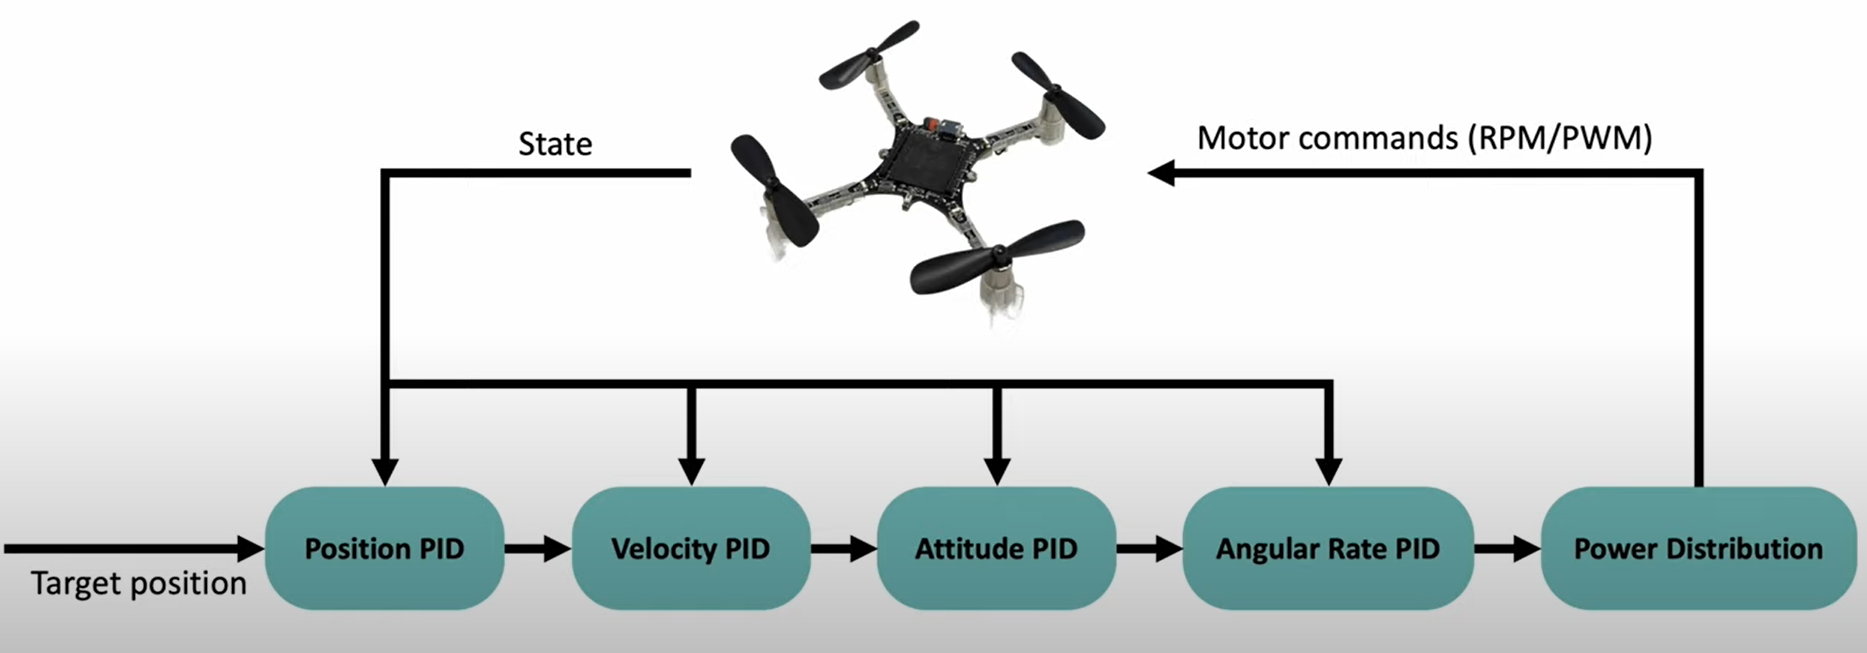 State
Motor commands (RPM/PWM)
Target position
Position PID
Velocity PID
Attitude PID
Angular Rate PID
Power Distribution